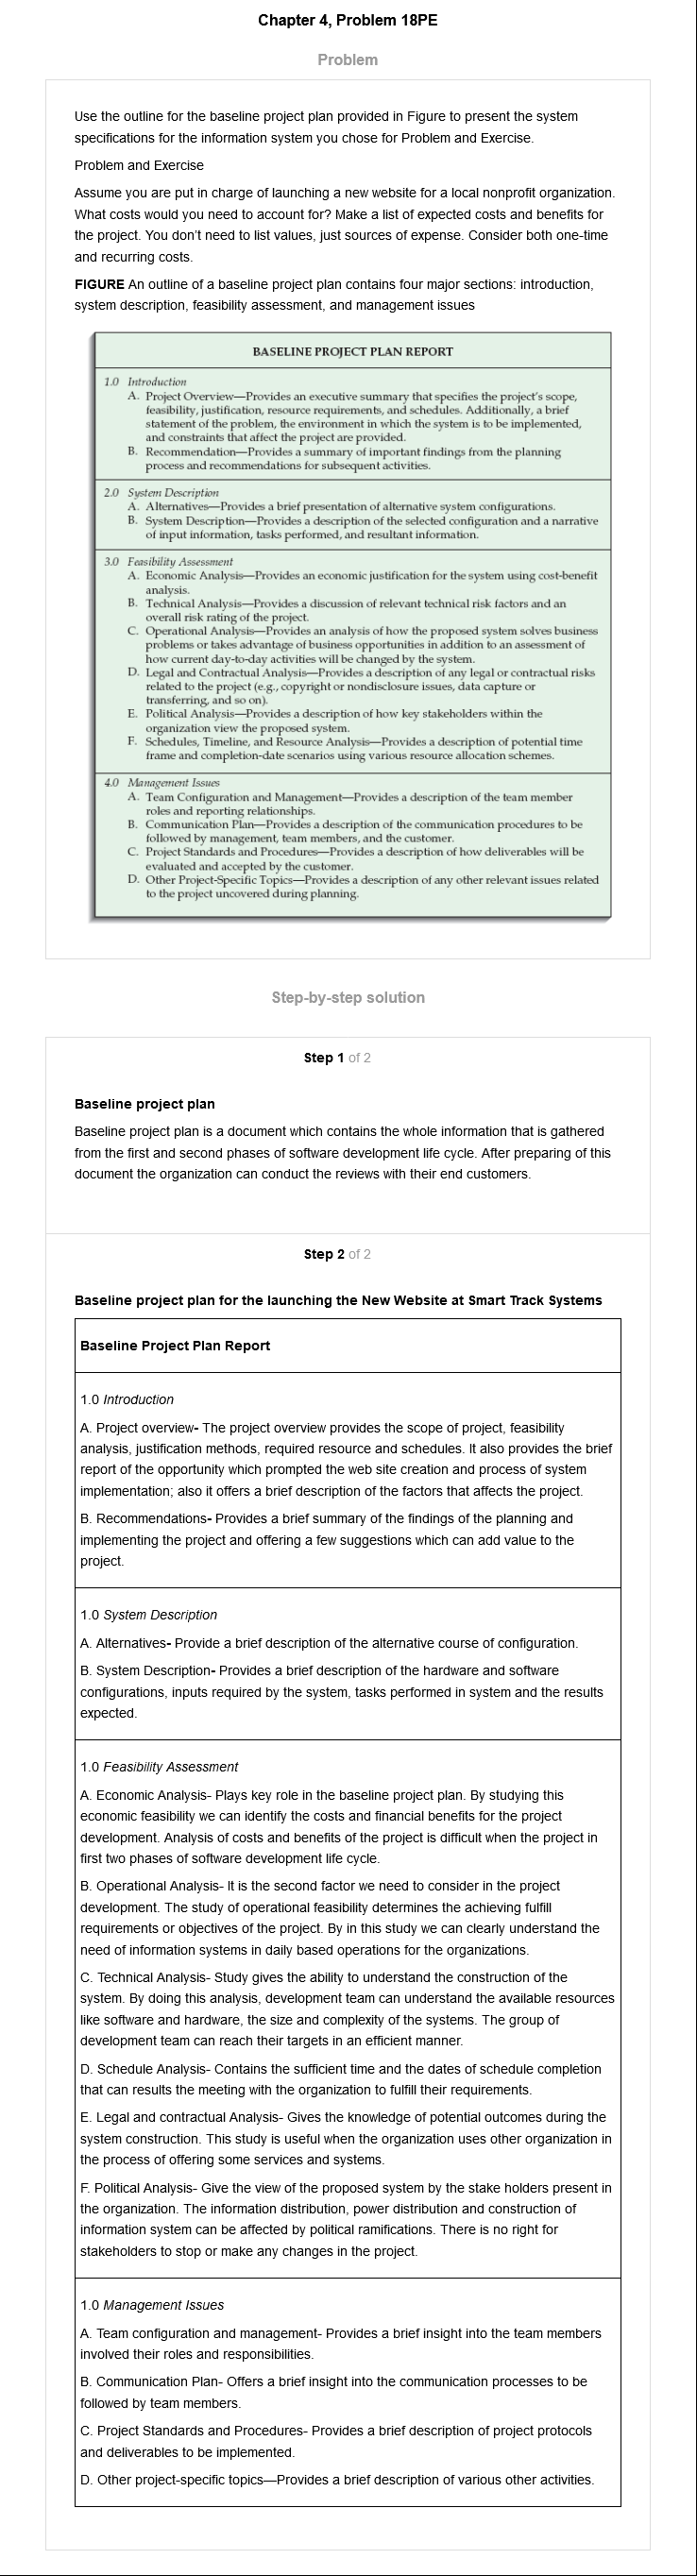 Chapter 4, Problem 18PE
Problem
Use the outline for the baseline project plan provided in Figure to present the system
specifications for the information system you chose for Problem and Exercise.
Problem and Exercise
Assume you are put in charge of launching a new website for a local nonprofit organization.
What costs would you need to account for? Make a list of expected costs and benefits for
the project. You don't need to list values, just sources of expense. Consider both one-time
and recurring costs.
FIGURE An outline of a baseline project plan contains four major sections: introduction,
system description, feasibility assessment, and management issues
BASELINE PROJECT PLAN REPORT
1.0 Introduction
A. Project Overview—Provides an executive summary that specifies the project's scope,
feasibility, justification, resource requirements, and schedules. Additionally, a brief
statement of the problem, the environment in which the system is to be implemented,
and constraints that affect the project are provided.
B. Recommendation—Provides a summary of important findings from the planning
process and recommendations for subsequent activities.
2.0 System Description
A. Alternatives—Provides a brief presentation of alternative system configurations.
B. System Description—Provides a description of the selected configuration and a narrative
of input information, tasks performed, and resultant information.
3.0 Feasibility Assessment
A. Economic Analysis—Provides an economic justification for the system using cost-benefit
analysis.
B. Technical Analysis—Provides a discussion of relevant technical risk factors and an
overall risk rating of the project.
C. Operational Analysis—Provides an analysis of how the proposed system solves business
problems or takes advantage of business opportunities in addition to an assessment of
how current day-to-day activities will be changed by the system.
D. Legal and Contractual Analysis—Provides a description of any legal or contractual risks
related to the project (e.g., copyright or nondisclosure issues, data capture or
transferring, and so on).
E. Political Analysis—Provides a description of how key stakeholders within the
organization view the proposed system.
F. Schedules, Timeline, and Resource Analysis—Provides a description of potential time
frame and completion-date scenarios using various resource allocation schemes.
4.0 Management Issues
A. Team Configuration and Management—Provides a description of the team member
roles and reporting relationships.
B. Communication Plan—Provides a description of the communication procedures to be
followed by management, team members, and the customer.
C. Project Standards and Procedures—Provides a description of how deliverables will be
evaluated and accepted by the customer.
D. Other Project-Specific Topics—Provides a description of any other relevant issues related
to the project uncovered during planning.
Step-by-step solution
Step 1 of 2
Baseline project plan
Baseline project plan is a document which contains the whole information that is gathered
from the first and second phases of software development life cycle. After preparing of this
document the organization can conduct the reviews with their end customers.
Step 2 of 2
Baseline project plan for the launching the New Website at Smart Track Systems
Baseline Project Plan Report
1.0 Introduction
A. Project overview- The project overview provides the scope of project, feasibility
analysis, justification methods, required resource and schedules. It also provides the brief
report of the opportunity which prompted the web site creation and process of system
implementation; also it offers a brief description of the factors that affects the project.
B. Recommendations- Provides a brief summary of the findings of the planning and
implementing the project and offering a few suggestions which can add value to the
project.
1.0 System Description
A. Alternatives- Provide a brief description of the alternative course of configuration.
B. System Description- Provides a brief description of the hardware and software
configurations, inputs required by the system, tasks performed in system and the results
expected.
1.0 Feasibility Assessment
A. Economic Analysis- Plays key role in the baseline project plan. By studying this
economic feasibility we can identify the costs and financial benefits for the project
development. Analysis of costs and benefits of the project is difficult when the project in
first two phases of software development life cycle.
B. Operational Analysis- It is the second factor we need to consider in the project
development. The study of operational feasibility determines the achieving fulfill
requirements or objectives of the project. By in this study we can clearly understand the
need of information systems in daily based operations for the organizations.
C. Technical Analysis- Study gives the ability to understand the construction of the
system. By doing this analysis, development team can understand the available resources
like software and hardware, the size and complexity of the systems. The group of
development team can reach their targets in an efficient manner.
D. Schedule Analysis- Contains the sufficient time and the dates of schedule completion
that can results the meeting with the organization to fulfill their requirements.
E. Legal and contractual Analysis- Gives the knowledge of potential outcomes during the
system construction. This study is useful when the organization uses other organization in
the process of offering some services and systems.
F. Political Analysis- Give the view of the proposed system by the stake holders present in
the organization. The information distribution, power distribution and construction of
information system can be affected by political ramifications. There is no right for
stakeholders to stop or make any changes in the project.
1.0 Management Issues
A. Team configuration and management- Provides a brief insight into the team members
involved their roles and responsibilities.
B. Communication Plan- Offers a brief insight into the communication processes to be
followed by team members.
C. Project Standards and Procedures- Provides a brief description of project protocols
and deliverables to be implemented.
D. Other project-specific topics—Provides a brief description of various other activities.